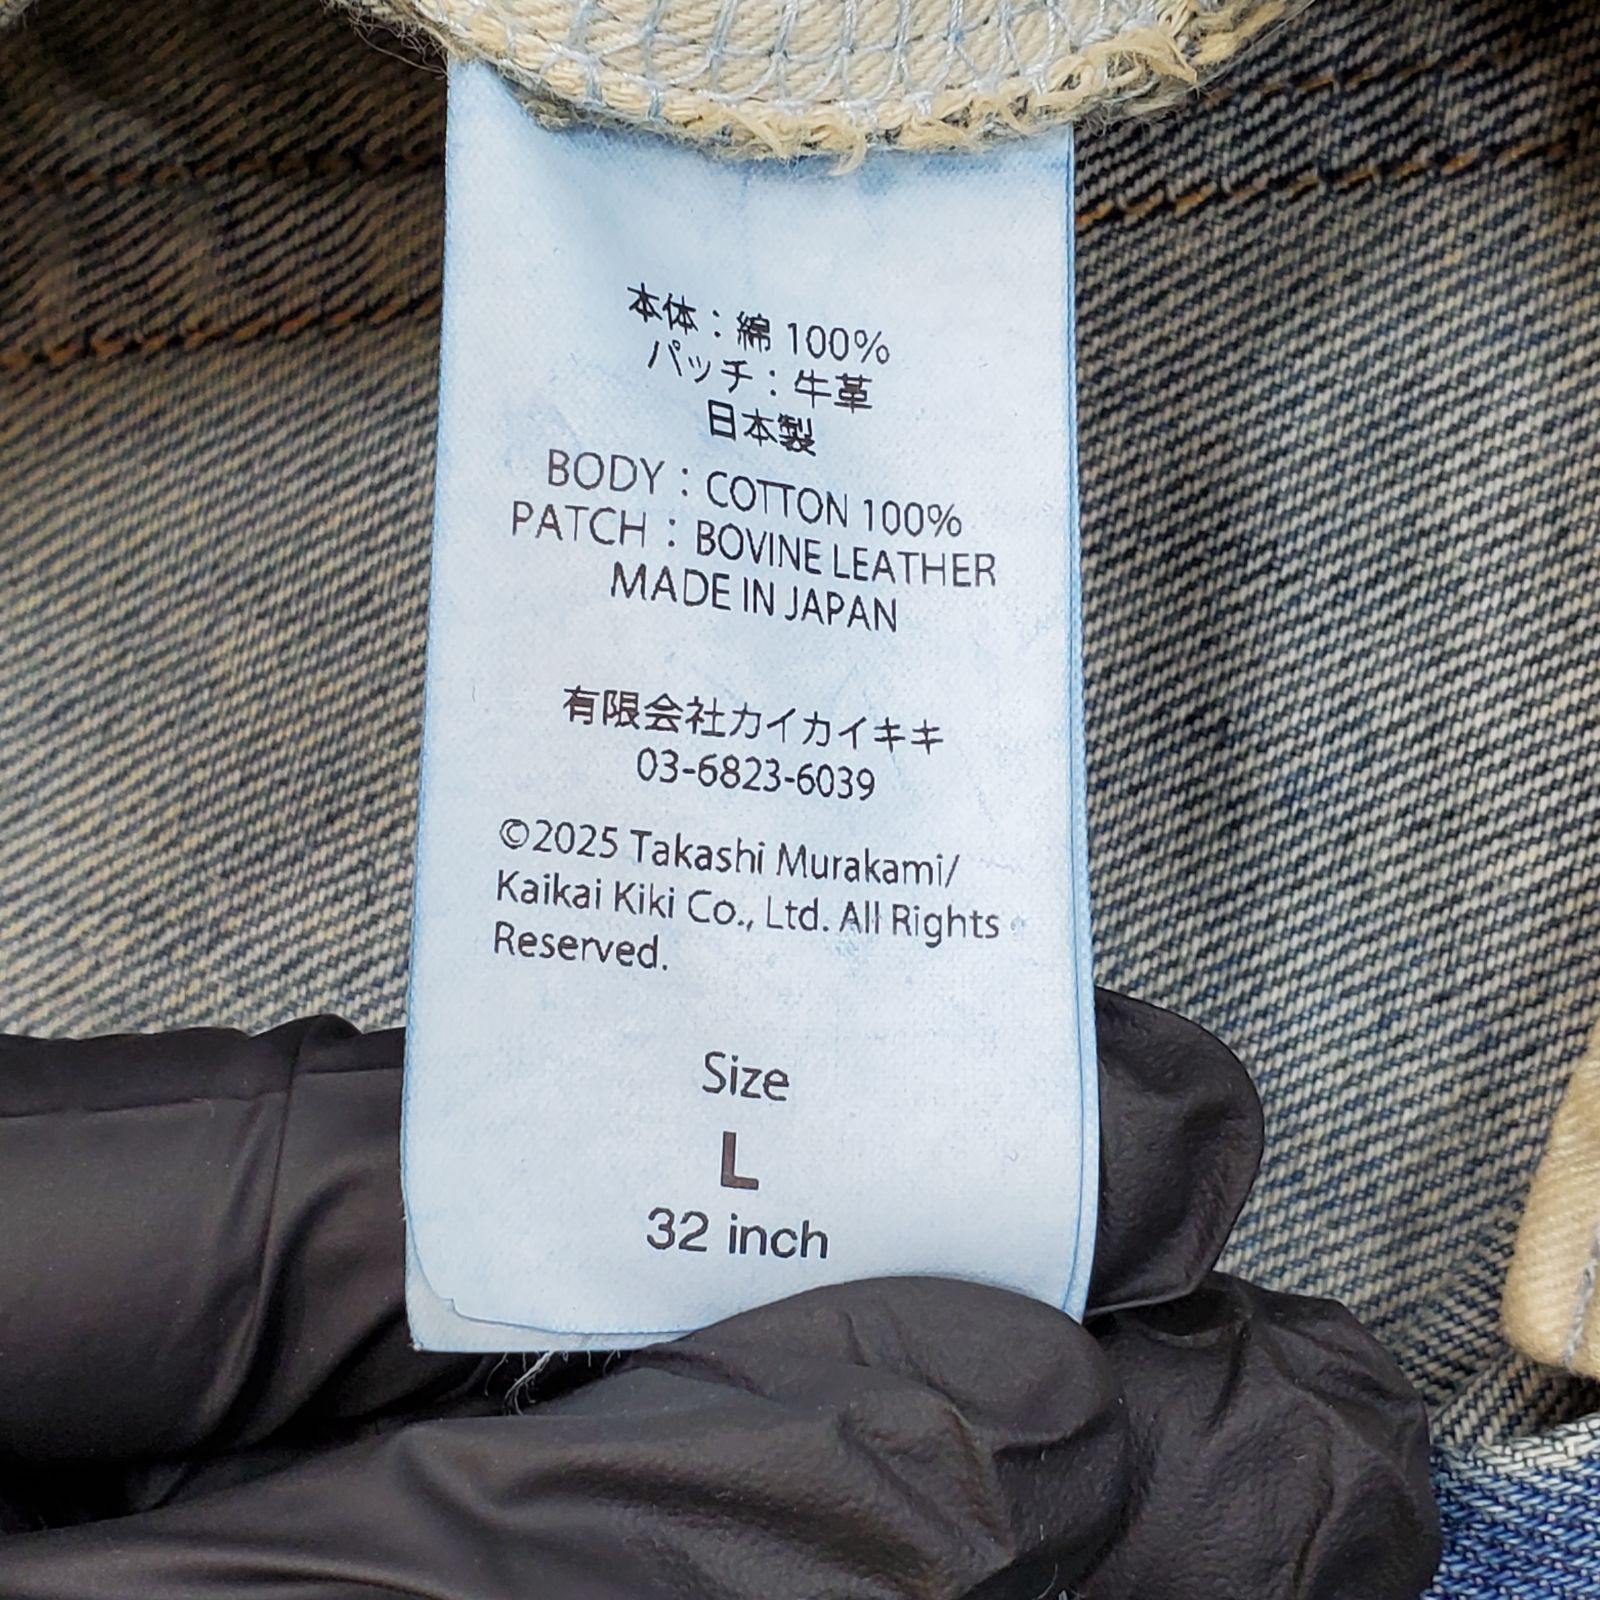 本体：綿 100%
パッチ：牛革
日本製
BODY：COTTON 100%
PATCH：BOVINE LEATHER
MADE IN JAPAN
有限会社カイカイキキ
03-6823-6039
©2025 Takashi Murakami/
Kaikai Kiki Co., Ltd. All Rights
Reserved.
Size
L
32 inch